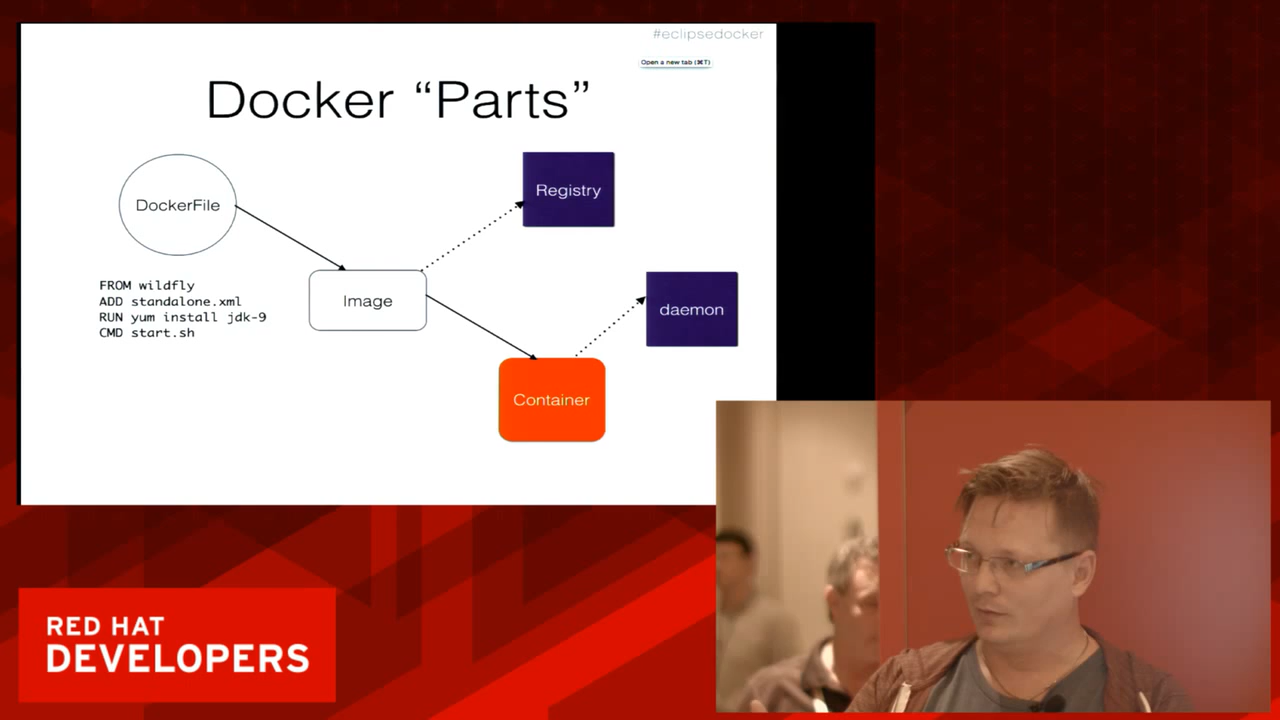 #eclipsedocker
Open a new tab (⌘T)
Docker “Parts”
Registry
DockerFile
FROM wildfly
ADD standalone.xml
RUN yum install jdk-9
CMD start.sh
Image
daemon
Container
RED HAT
DEVELOPERS